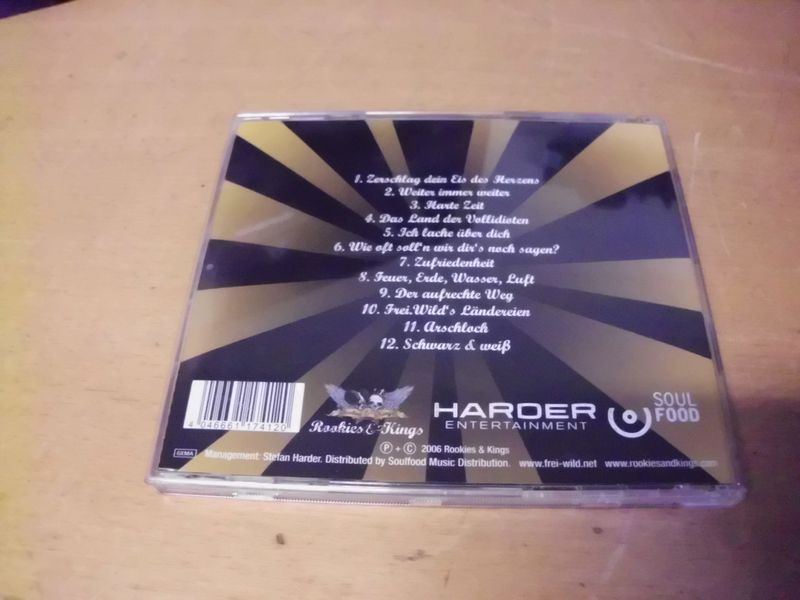 1. Zerschlag dein Eis des Herzens
2. Weiter immer weiter
3. Harte Zeit
4. Das Land der Vollidioten
5. Ich lache über dich
6. Wie oft soll'n wir dir's noch sagen?
7. Zufriedenheit
8. Feuer, Erde, Wasser, Luft
9. Der aufrechte Weg
10. Frei.Wild's Ländereien
11. Arschloch
12. Schwarz & weiß
4 046661 174120
Rookies & Kings
HARDER
ENTERTAINMENT
SOUL
FOOD
℗ + © 2006 Rookies & Kings
GEMA Management: Stefan Harder. Distributed by Soulfood Music Distribution. www.frei-wild.net www.rookiesandkings.com